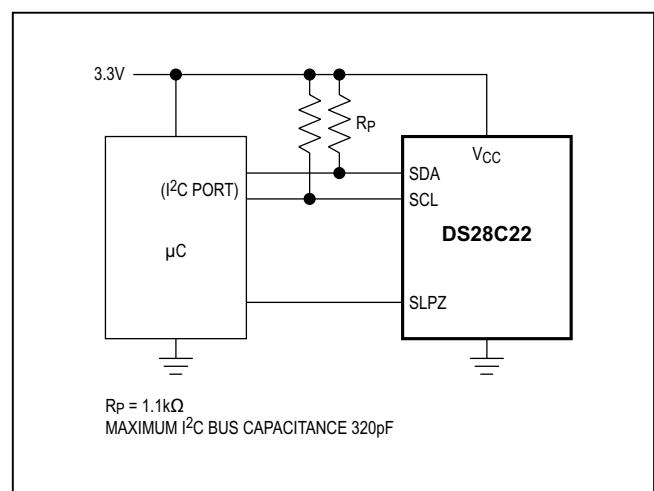 3.3V
RP
VCC
SDA
(I²C PORT)
SCL
DS28C22
µC
SLPZ
RP = 1.1kΩ
MAXIMUM I²C BUS CAPACITANCE 320pF